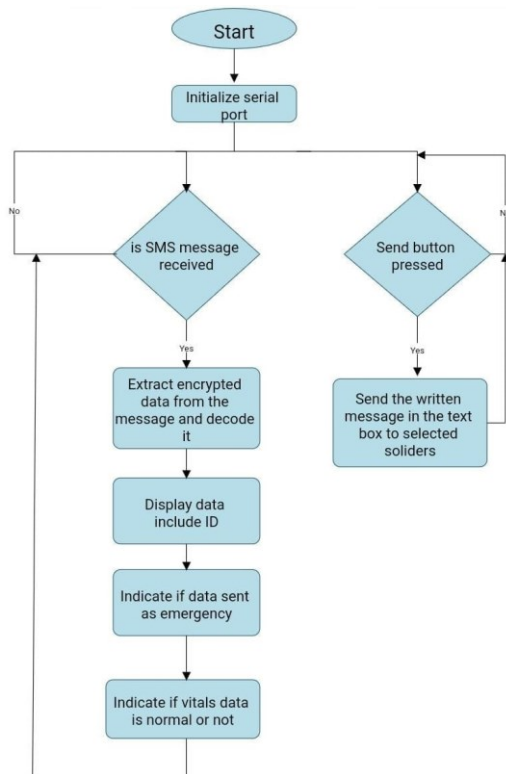 Start
Initialize serial
port
No
is SMS message
received
Yes
Extract encrypted
data from the
message and decode
it
Display data
include ID
Indicate if data sent
as emergency
Indicate if vitals data
is normal or not
Send button
pressed
Yes
Send the written
message in the text
box to selected
soliders